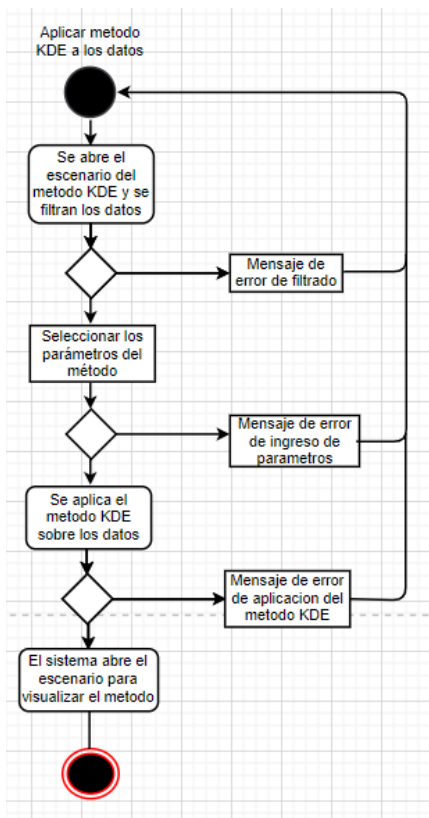 Aplicar metodo
KDE a los datos
Se abre el
escenario del
metodo KDE y se
filtran los datos
Mensaje de
error de filtrado
Seleccionar los
parámetros del
método
Mensaje de error
de ingreso de
parametros
Se aplica el
metodo KDE
sobre los datos
Mensaje de error
de aplicacion del
metodo KDE
El sistema abre el
escenario para
visualizar el metodo